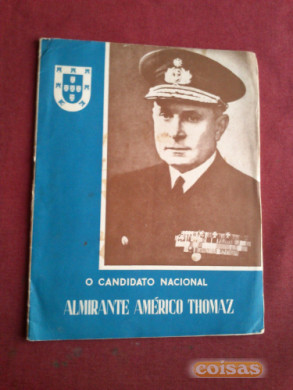 O CANDIDATO NACIONAL
ALMIRANTE AMÉRICO THOMAZ
coisas